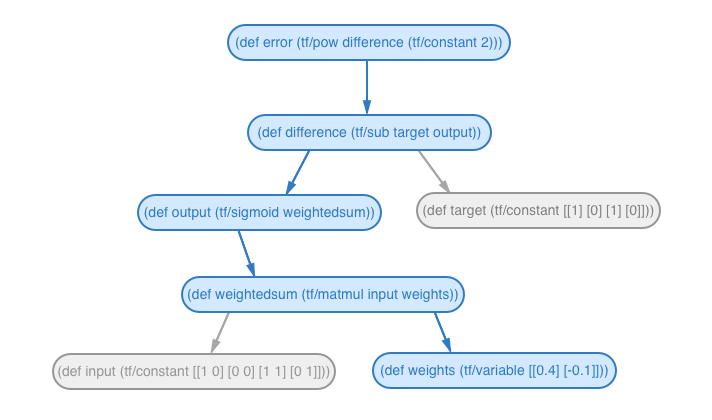 (def error (tf/pow difference (tf/constant 2)))
(def difference (tf/sub target output))
(def output (tf/sigmoid weightedsum))
(def target (tf/constant [[1] [0] [1] [0]]))
(def weightedsum (tf/matmul input weights))
(def input (tf/constant [[1 0] [0 0] [1 1] [0 1]]))
(def weights (tf/variable [[0.4] [-0.1]]))